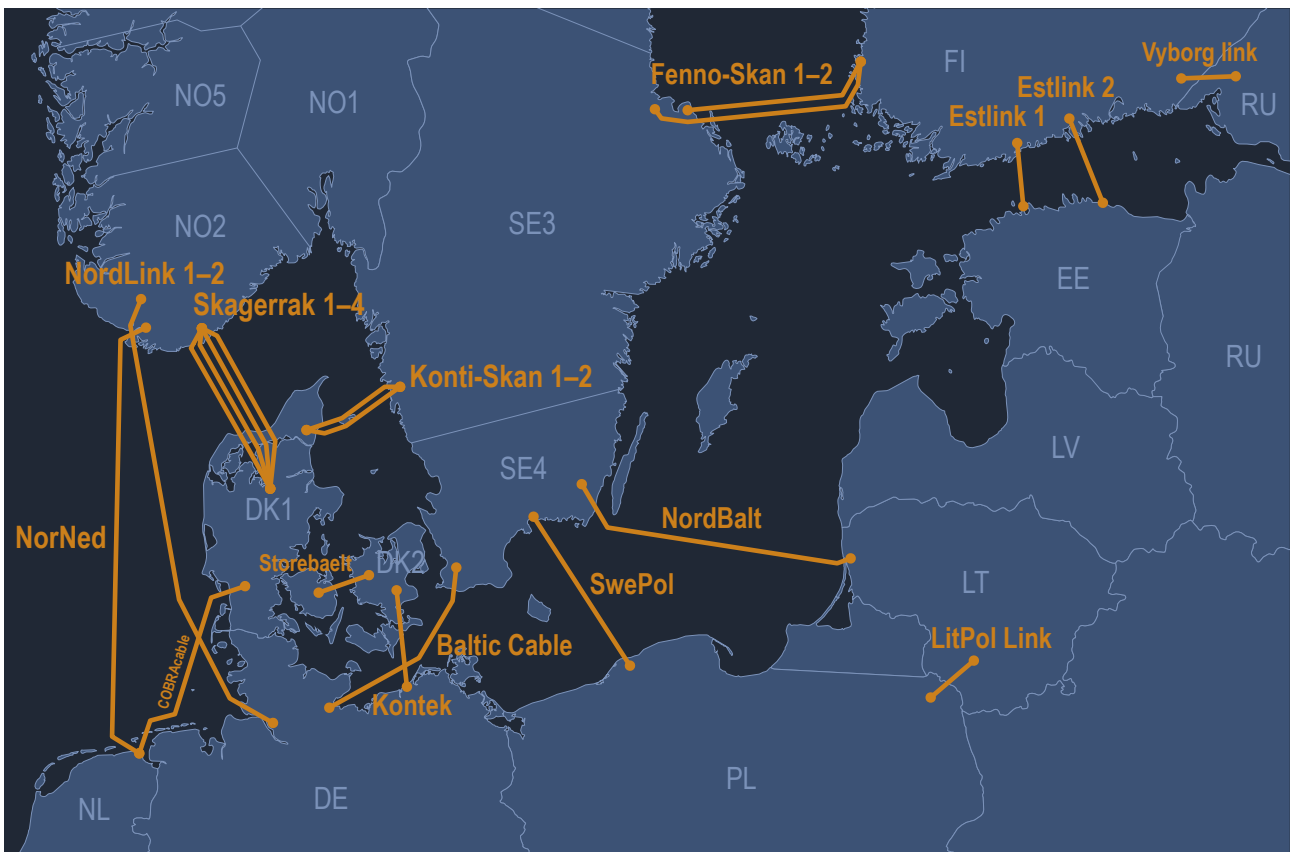 Fenno-Skan 1–2
FI
Vyborg link
NO5
NO1
Estlink 2
RU
Estlink 1
NO2
SE3
NordLink 1–2
EE
Skagerrak 1–4
RU
Konti-Skan 1–2
LV
SE4
DK1
NordBalt
NorNed
Storebaelt
DK2
SwePol
LT
LitPol Link
Baltic Cable
COBRAcable
Kontek
NL
DE
PL